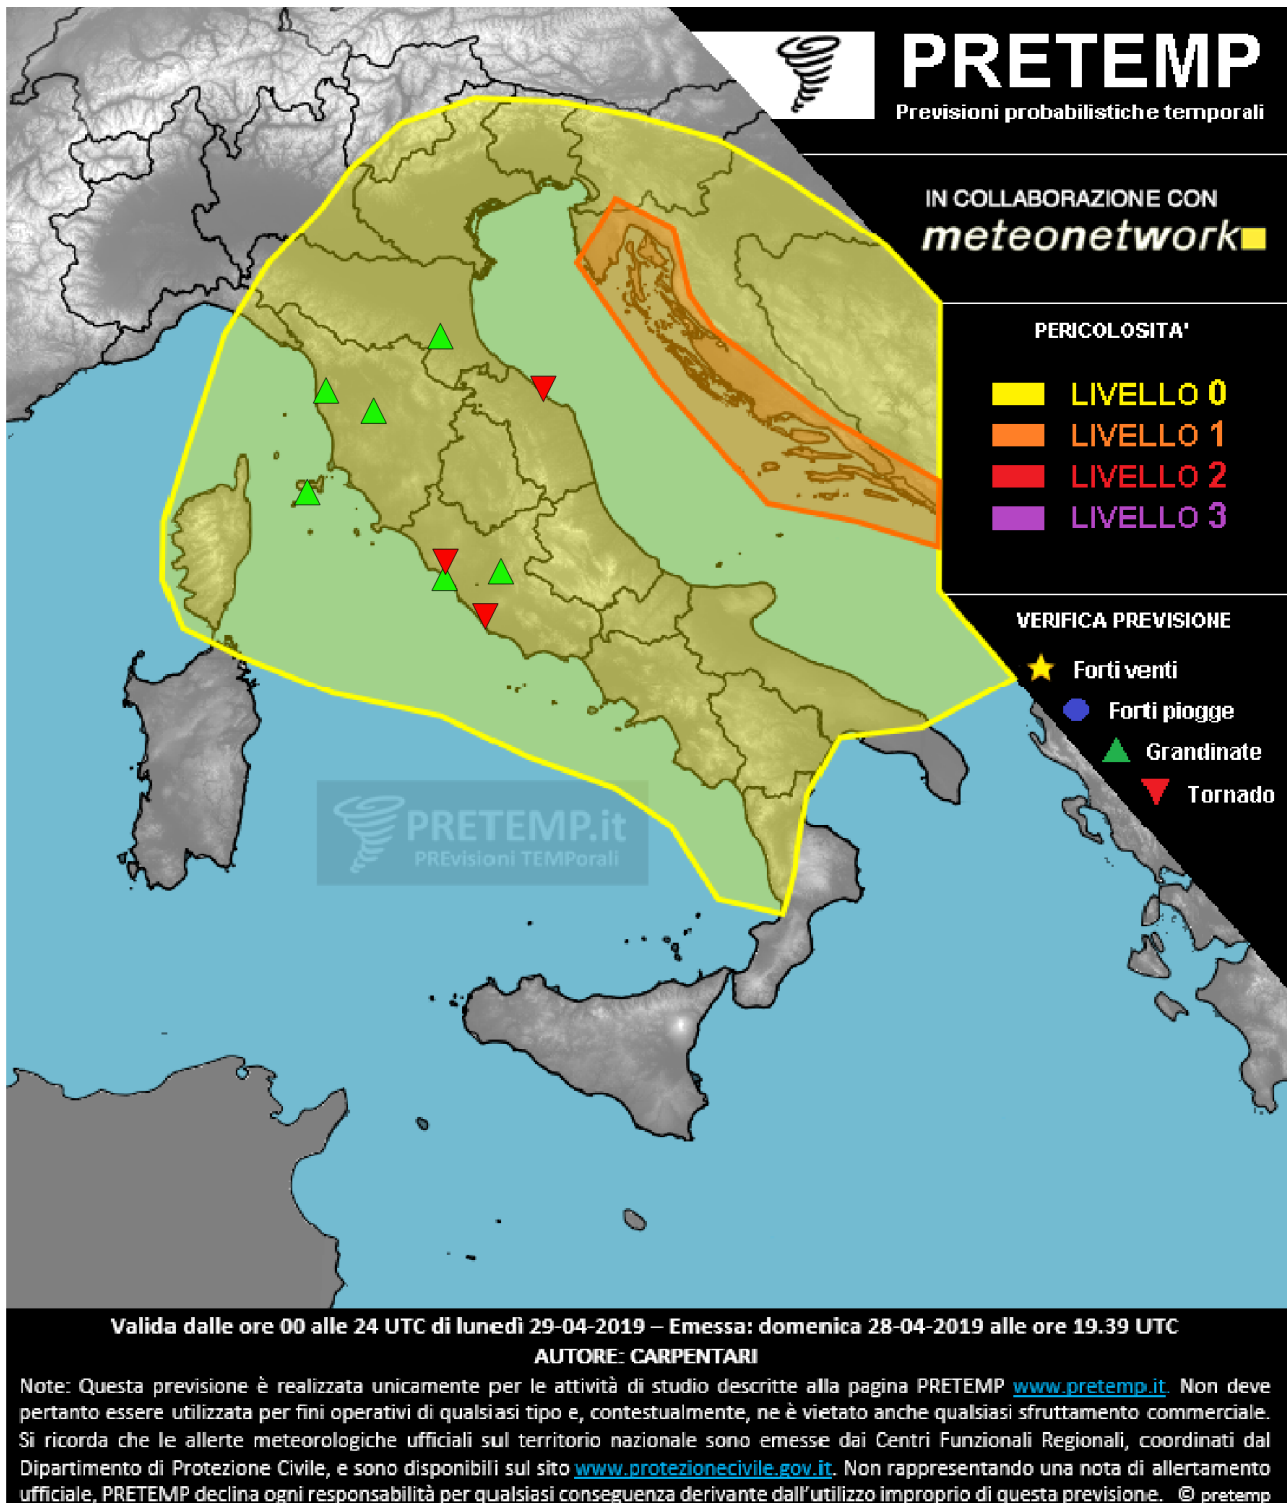 PRETEMP
Previsioni probabilistiche temporali
IN COLLABORAZIONE CON
meteonetwork
PERICOLOSITA'
LIVELLO 0
LIVELLO 1
LIVELLO 2
LIVELLO 3
VERIFICA PREVISIONE
Forti venti
Forti piogge
Grandinate
Tornado
PRETEMP.it
PREvisioni TEMPorali
Valida dalle ore 00 alle 24 UTC di lunedì 29-04-2019 – Emessa: domenica 28-04-2019 alle ore 19.39 UTC
AUTORE: CARPENTARI
Note: Questa previsione è realizzata unicamente per le attività di studio descritte alla pagina PRETEMP www.pretemp.it. Non deve
pertanto essere utilizzata per fini operativi di qualsiasi tipo e, contestualmente, ne è vietato anche qualsiasi sfruttamento commerciale.
Si ricorda che le allerte meteorologiche ufficiali sul territorio nazionale sono emesse dai Centri Funzionali Regionali, coordinati dal
Dipartimento di Protezione Civile, e sono disponibili sul sito www.protezionecivile.gov.it. Non rappresentando una nota di allertamento
ufficiale, PRETEMP declina ogni responsabilità per qualsiasi conseguenza derivante dall'utilizzo improprio di questa previsione. © pretemp